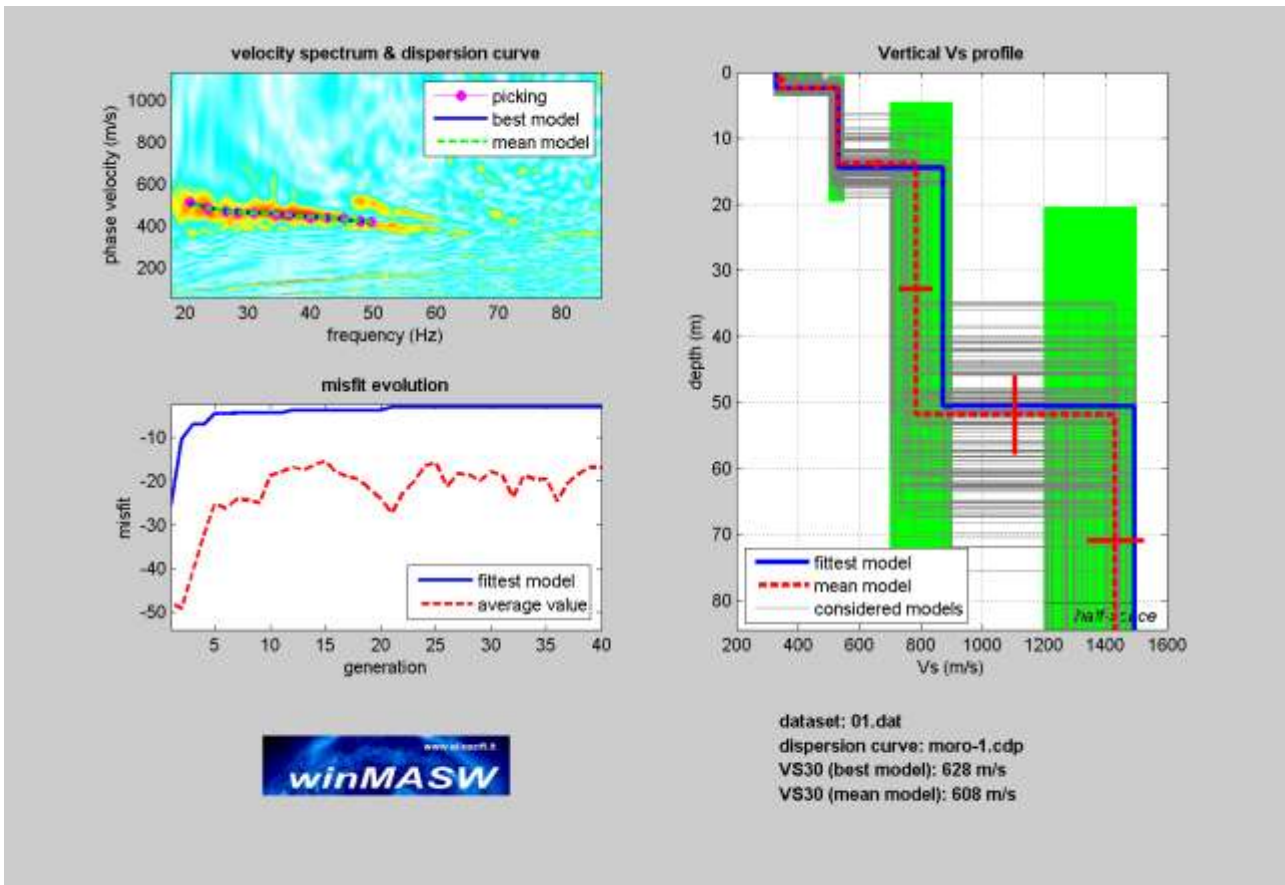 velocity spectrum & dispersion curve
1000
800
600
400
200
phase velocity (m/s)
picking
best model
mean model
20 30 40 50 60 70 80
frequency (Hz)
misfit evolution
-10
-20
-30
-40
-50
misfit
fittest model
average value
5 10 15 20 25 30 35 40
generation
www.eliosoft.it
winMASW
Vertical Vs profile
0
10
20
30
40
50
60
70
80
depth (m)
fittest model
mean model
considered models
half-space
200 400 600 800 1000 1200 1400 1600
Vs (m/s)
dataset: 01.dat
dispersion curve: moro-1.cdp
VS30 (best model): 628 m/s
VS30 (mean model): 608 m/s